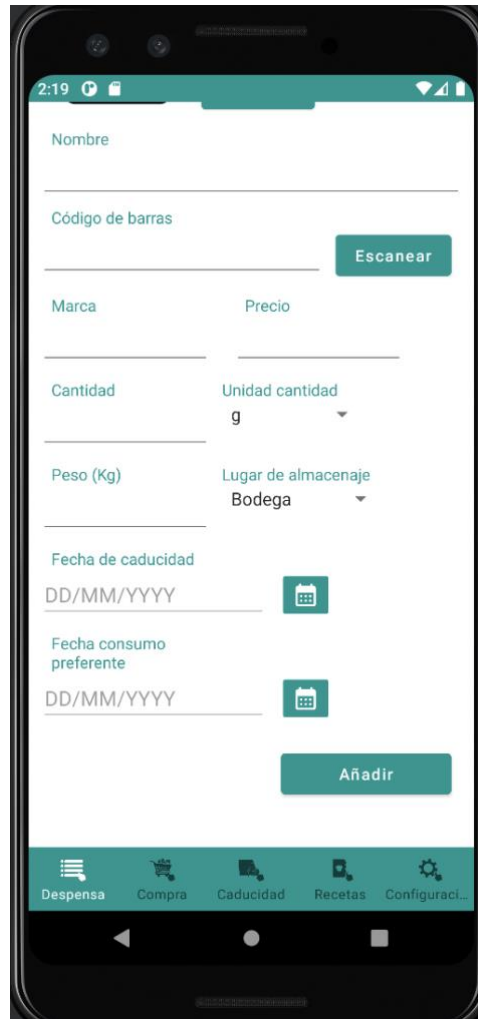 2:19
Nombre
Código de barras
Escanear
Marca Precio
Cantidad Unidad cantidad
g
Peso (Kg) Lugar de almacenaje
Bodega
Fecha de caducidad
DD/MM/YYYY
Fecha consumo
preferente
DD/MM/YYYY
Añadir
Despensa Compra Caducidad Recetas Configuraci...